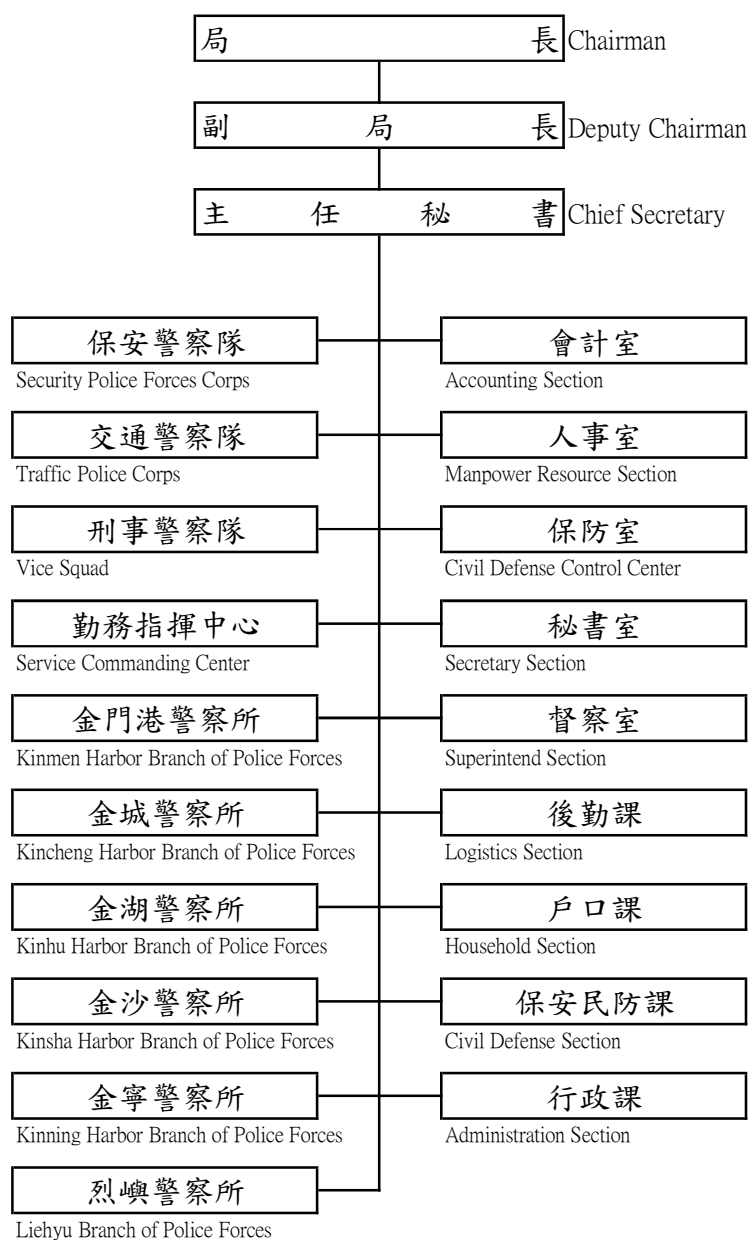 局長 Chairman
副局長 Deputy Chairman
主任秘書 Chief Secretary
保安警察隊
Security Police Forces Corps
會計室
Accounting Section
交通警察隊
Traffic Police Corps
人事室
Manpower Resource Section
刑事警察隊
Vice Squad
保防室
Civil Defense Control Center
勤務指揮中心
Service Commanding Center
秘書室
Secretary Section
金門港警察所
Kinmen Harbor Branch of Police Forces
督察室
Superintend Section
金城警察所
Kincheng Harbor Branch of Police Forces
後勤課
Logistics Section
金湖警察所
Kinhu Harbor Branch of Police Forces
戶口課
Household Section
金沙警察所
Kinsha Harbor Branch of Police Forces
保安民防課
Civil Defense Section
金寧警察所
Kinning Harbor Branch of Police Forces
行政課
Administration Section
烈嶼警察所
Liehyu Branch of Police Forces